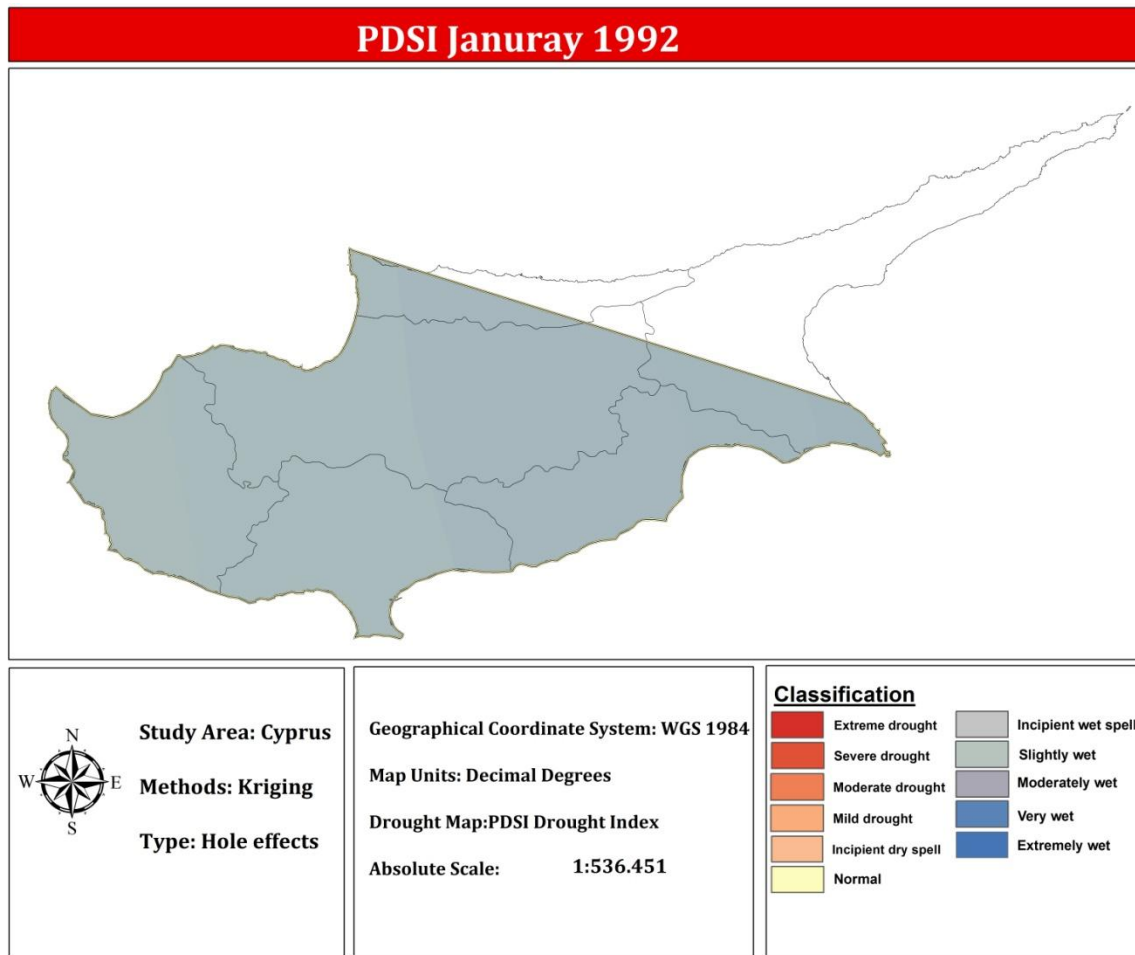 PDSI Januray 1992
N
W E
S
Study Area: Cyprus
Methods: Kriging
Type: Hole effects
Geographical Coordinate System: WGS 1984
Map Units: Decimal Degrees
Drought Map:PDSI Drought Index
Absolute Scale: 1:536.451
Classification
Extreme drought
Severe drought
Moderate drought
Mild drought
Incipient dry spell
Normal
Incipient wet spell
Slightly wet
Moderately wet
Very wet
Extremely wet